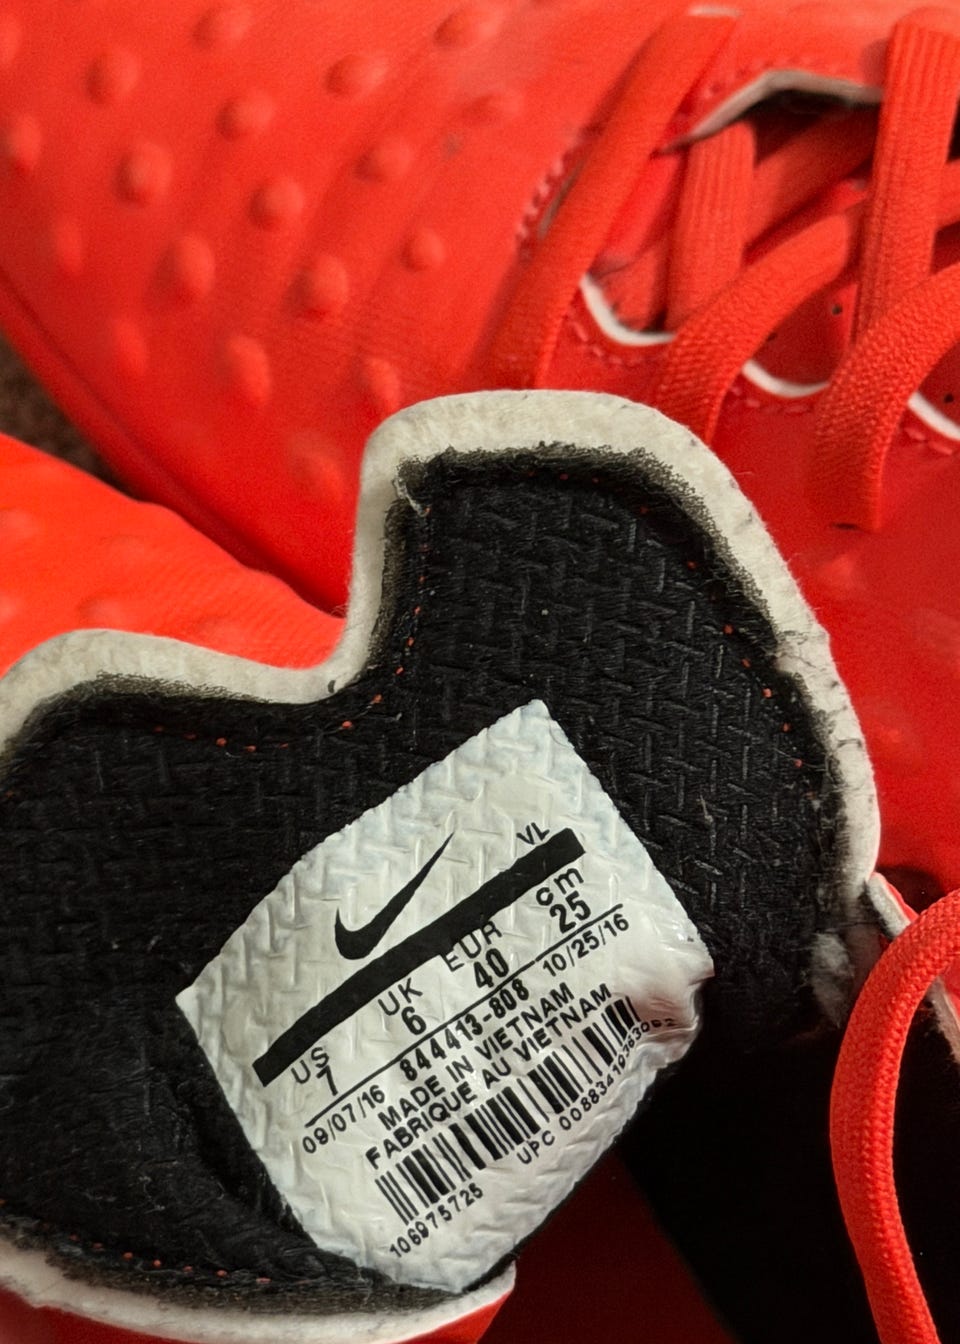 VL
US UK EUR cm
7 6 40 25
09/07/16 844413-808 10/25/16
MADE IN VIETNAM
FABRIQUE AU VIETNAM
UPC
106975725